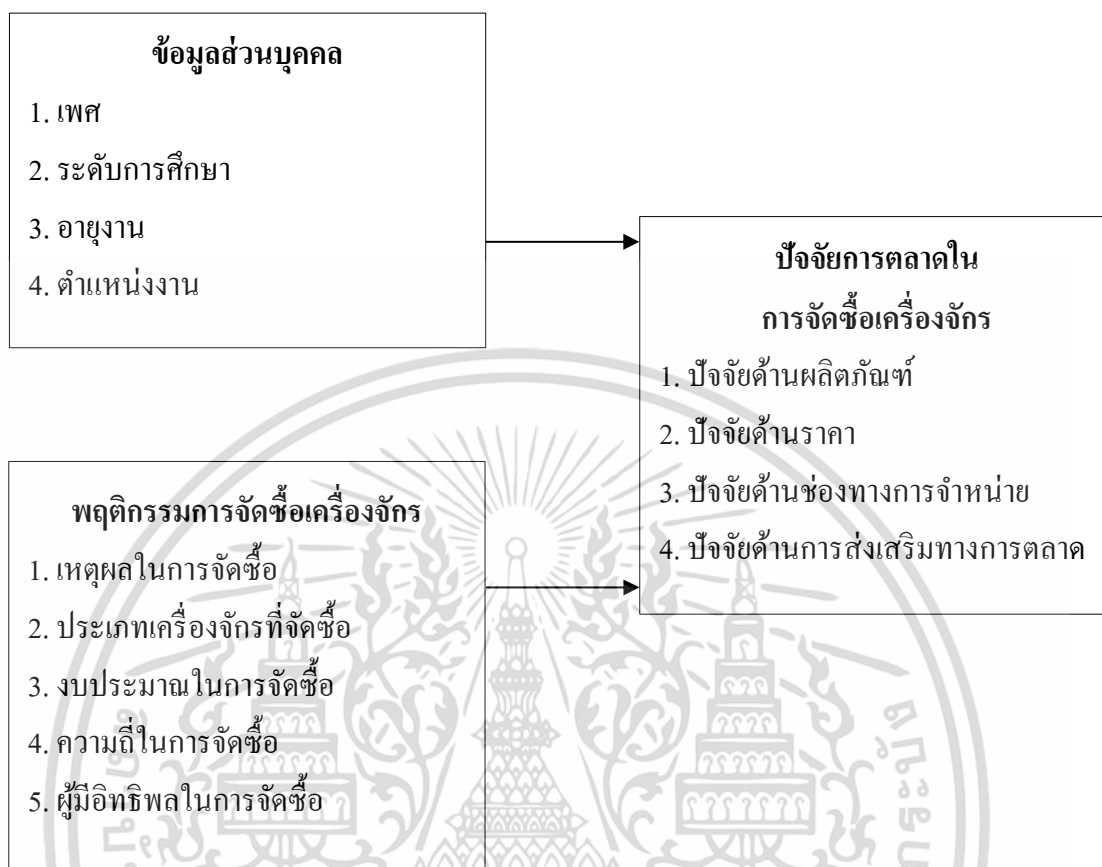 ข้อมูลส่วนบุคคล
1. เพศ
2. ระดับการศึกษา
3. อายุงาน
4. ตำแหน่งงาน
ปัจจัยการตลาดใน
การจัดซื้อเครื่องจักร
1. ปัจจัยด้านผลิตภัณฑ์
2. ปัจจัยด้านราคา
3. ปัจจัยด้านช่องทางการจำหน่าย
4. ปัจจัยด้านการส่งเสริมทางการตลาด
พฤติกรรมการจัดซื้อเครื่องจักร
1. เหตุผลในการจัดซื้อ
2. ประเภทเครื่องจักรที่จัดซื้อ
3. งบประมาณในการจัดซื้อ
4. ความถี่ในการจัดซื้อ
5. ผู้มีอิทธิพลในการจัดซื้อ